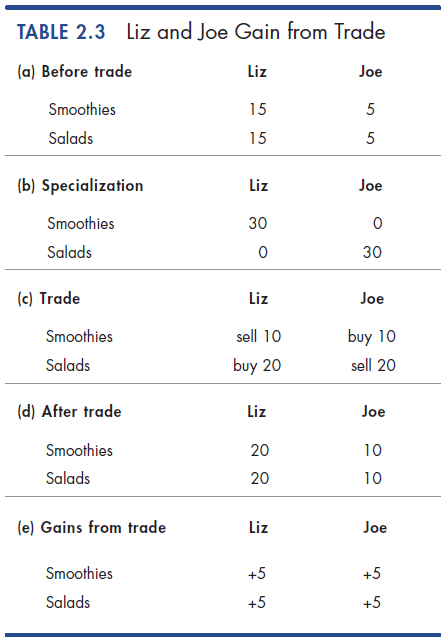 TABLE 2.3 Liz and Joe Gain from Trade
(a) Before trade Liz Joe
Smoothies 15 5
Salads 15 5
(b) Specialization Liz Joe
Smoothies 30 0
Salads 0 30
(c) Trade Liz Joe
Smoothies sell 10 buy 10
Salads buy 20 sell 20
(d) After trade Liz Joe
Smoothies 20 10
Salads 20 10
(e) Gains from trade Liz Joe
Smoothies +5 +5
Salads +5 +5